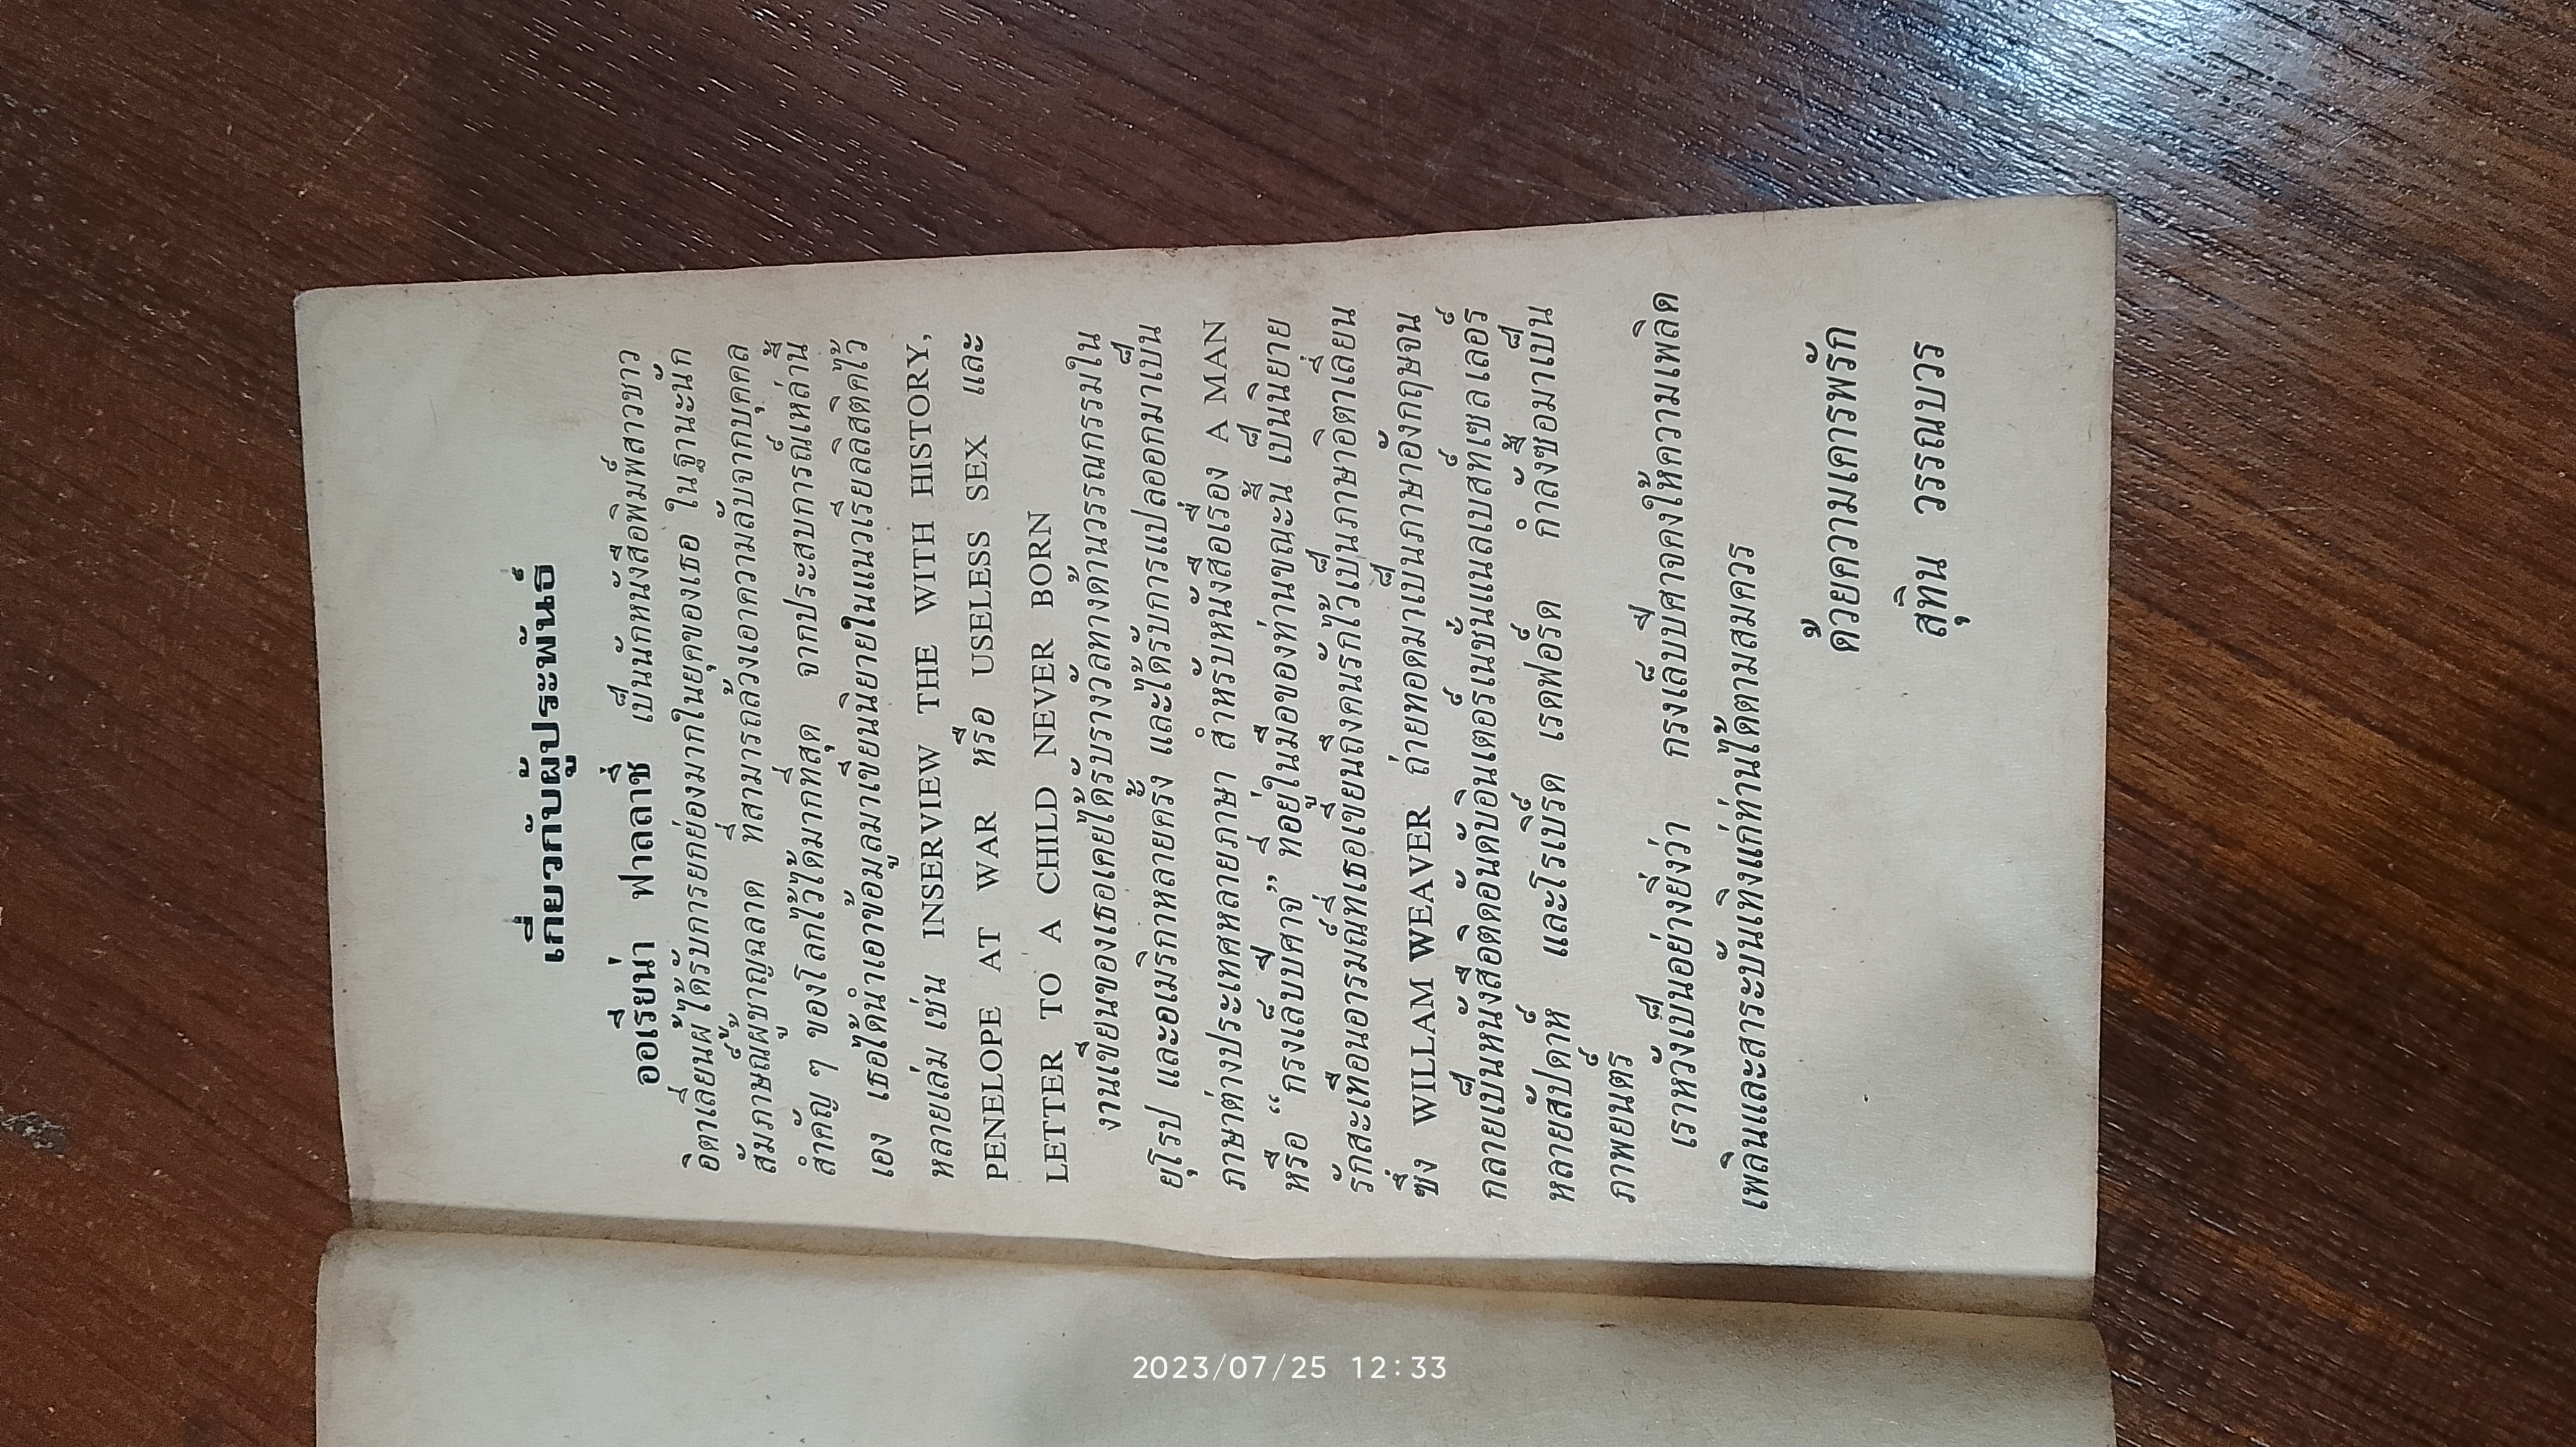 เกี่ยวกับผู้ประพันธ์
ออเรียน่า ฟาลลาชี่ เป็นนักหนังสือพิมพ์สาวชาว
อิตาเลี่ยนผู้ได้รับการยกย่องมากในยุคของเธอ ในฐานะนัก
สัมภาษณ์ผู้ชาญฉลาด ที่สามารถล้วงเอาความลับจากบุคคล
สำคัญ ๆ ของโลกไว้ได้มากที่สุด จากประสบการณ์เหล่านี้
เอง เธอได้นำเอาข้อมูลมาเขียนนิยายในแนวเรียลลิสติคไว้
หลายเล่ม เช่น INSERVIEW THE WITH HISTORY,
PENELOPE AT WAR หรือ USELESS SEX และ
LETTER TO A CHILD NEVER BORN
งานเขียนของเธอเคยได้รับรางวัลทางด้านวรรณกรรมใน
ยุโรป และอเมริกาหลายครั้ง และได้รับการแปลออกมาเป็น
ภาษาต่างประเทศหลายภาษา สำหรับหนังสือเรื่อง A MAN
หรือ “กรงเล็บปีศาจ” ที่อยู่ในมือของท่านขณะนี้ เป็นนิยาย
รักสะเทือนอารมณ์ที่เธอเขียนถึงคนรักไว้เป็นภาษาอิตาเลี่ยน
ซึ่ง WILLAM WEAVER ถ่ายทอดมาเป็นภาษาอังกฤษจน
กลายเป็นหนังสือติดอันดับอินเตอร์เนชั่นแนลเบสท์เซลเลอร์
หลายสัปดาห์ และโรเบิร์ด เรดฟอร์ด กำลังซื้อมาเป็น
ภาพยนตร์
เราหวังเป็นอย่างยิ่งว่า กรงเล็บปีศาจคงให้ความเพลิด
เพลินและสาระบันเทิงแก่ท่านได้ตามสมควร
ด้วยความเคารพรัก
สุทิน วรรณบวร
2023/07/25 12:33